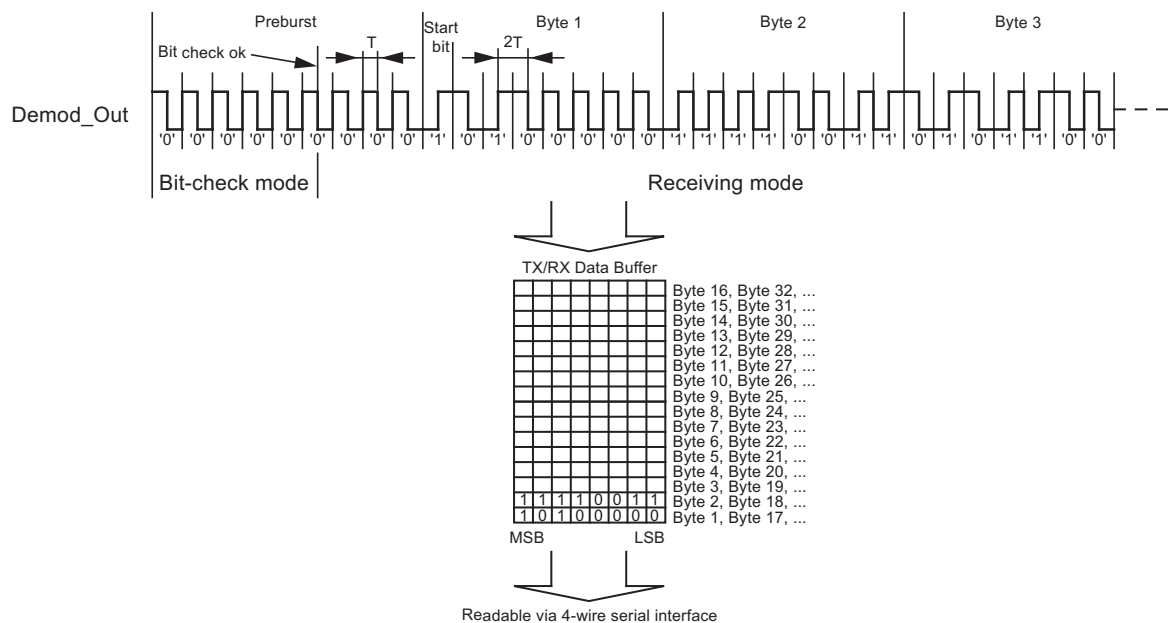 Preburst
Start bit
Byte 1
Byte 2
Byte 3
Bit check ok
T
2T
Demod_Out
'0' '0' '0' '0' '0' '0' '0' '0' '0' '1' '0' '1' '0' '0' '0' '0' '0' '1' '1' '1' '1' '0' '0' '1' '1' '0' '1' '0' '1' '1' '0' '0'
Bit-check mode
Receiving mode
TX/RX Data Buffer
Byte 16, Byte 32, ...
Byte 15, Byte 31, ...
Byte 14, Byte 30, ...
Byte 13, Byte 29, ...
Byte 12, Byte 28, ...
Byte 11, Byte 27, ...
Byte 10, Byte 26, ...
Byte 9, Byte 25, ...
Byte 8, Byte 24, ...
Byte 7, Byte 23, ...
Byte 6, Byte 22, ...
Byte 5, Byte 21, ...
Byte 4, Byte 20, ...
Byte 3, Byte 19, ...
1 1 1 1 0 0 1 1 Byte 2, Byte 18, ...
1 0 1 0 0 0 0 0 Byte 1, Byte 17, ...
MSB LSB
Readable via 4-wire serial interface